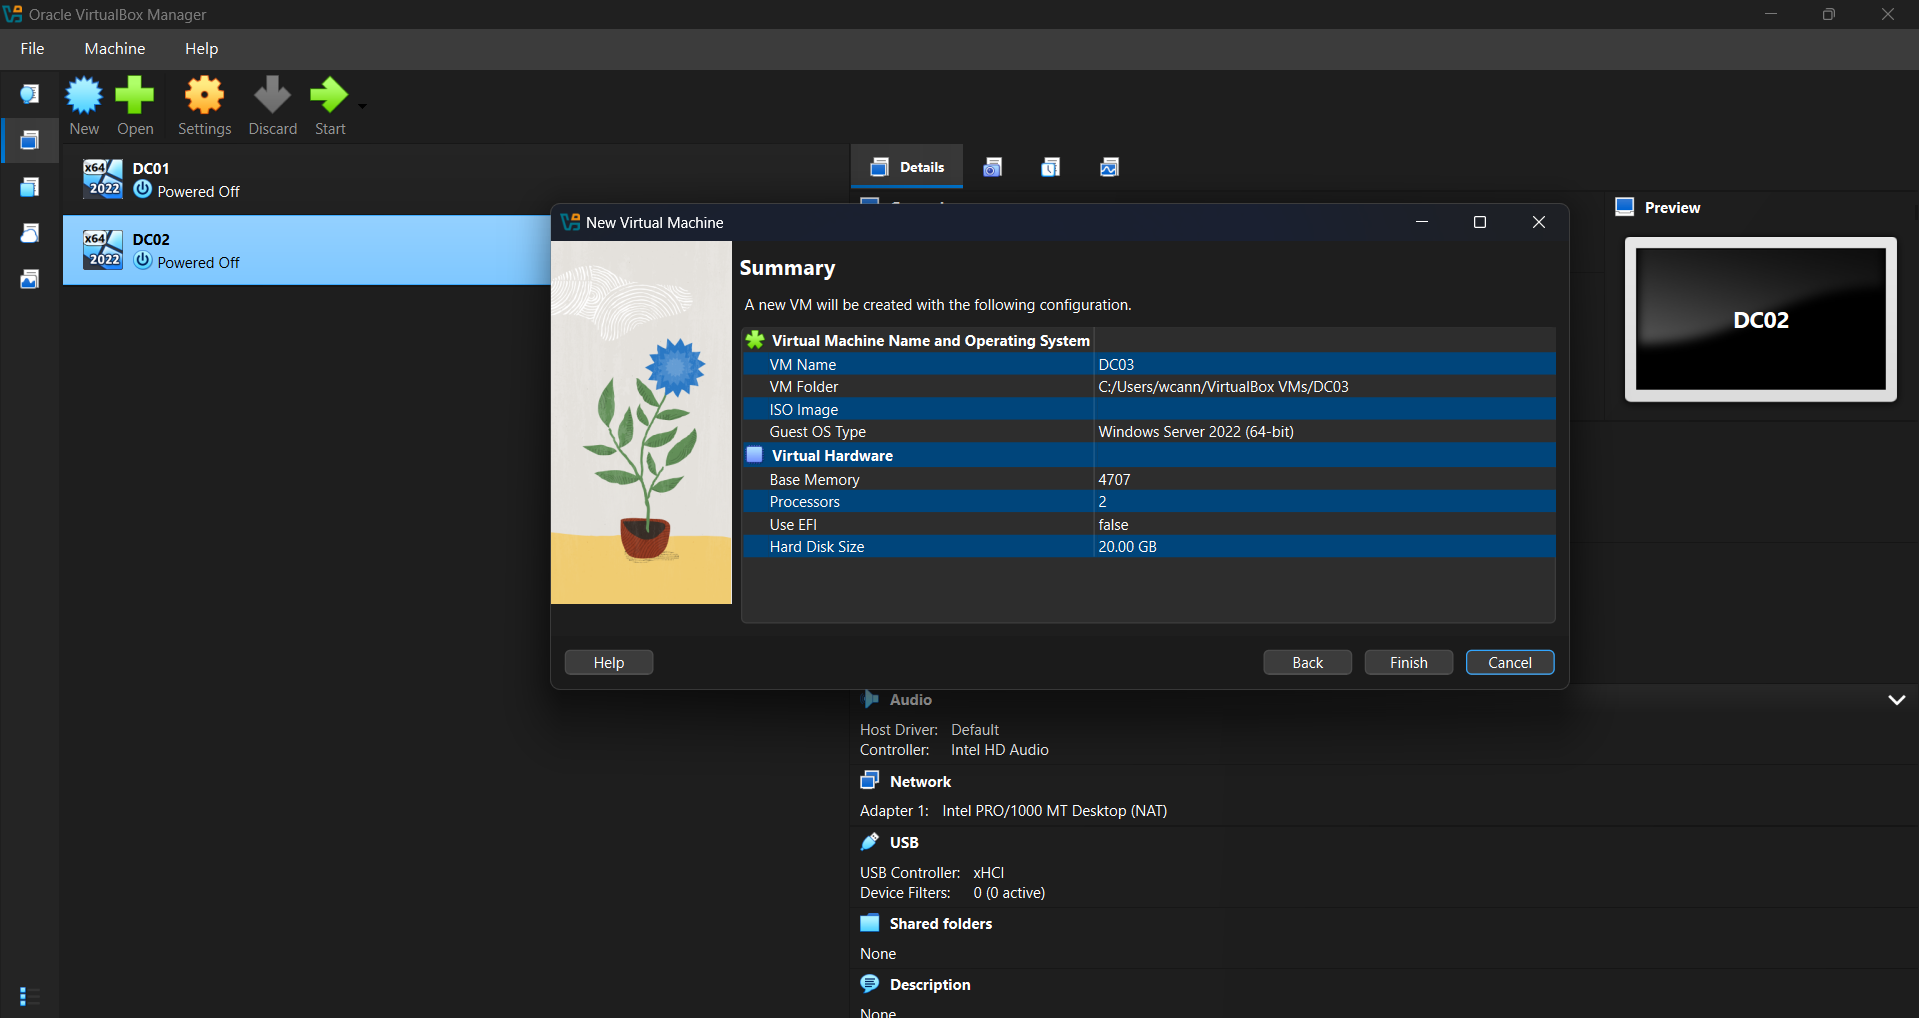 Oracle VirtualBox Manager
File Machine Help
New Open Settings Discard Start
x64 2022 DC01
Powered Off
x64 2022 DC02
Powered Off
Details
Preview
DC02
New Virtual Machine
Summary
A new VM will be created with the following configuration.
Virtual Machine Name and Operating System
VM Name DC03
VM Folder C:/Users/wcann/VirtualBox VMs/DC03
ISO Image
Guest OS Type Windows Server 2022 (64-bit)
Virtual Hardware
Base Memory 4707
Processors 2
Use EFI false
Hard Disk Size 20.00 GB
Help Back Finish Cancel
Audio
Host Driver: Default
Controller: Intel HD Audio
Network
Adapter 1: Intel PRO/1000 MT Desktop (NAT)
USB
USB Controller: xHCI
Device Filters: 0 (0 active)
Shared folders
None
Description
None